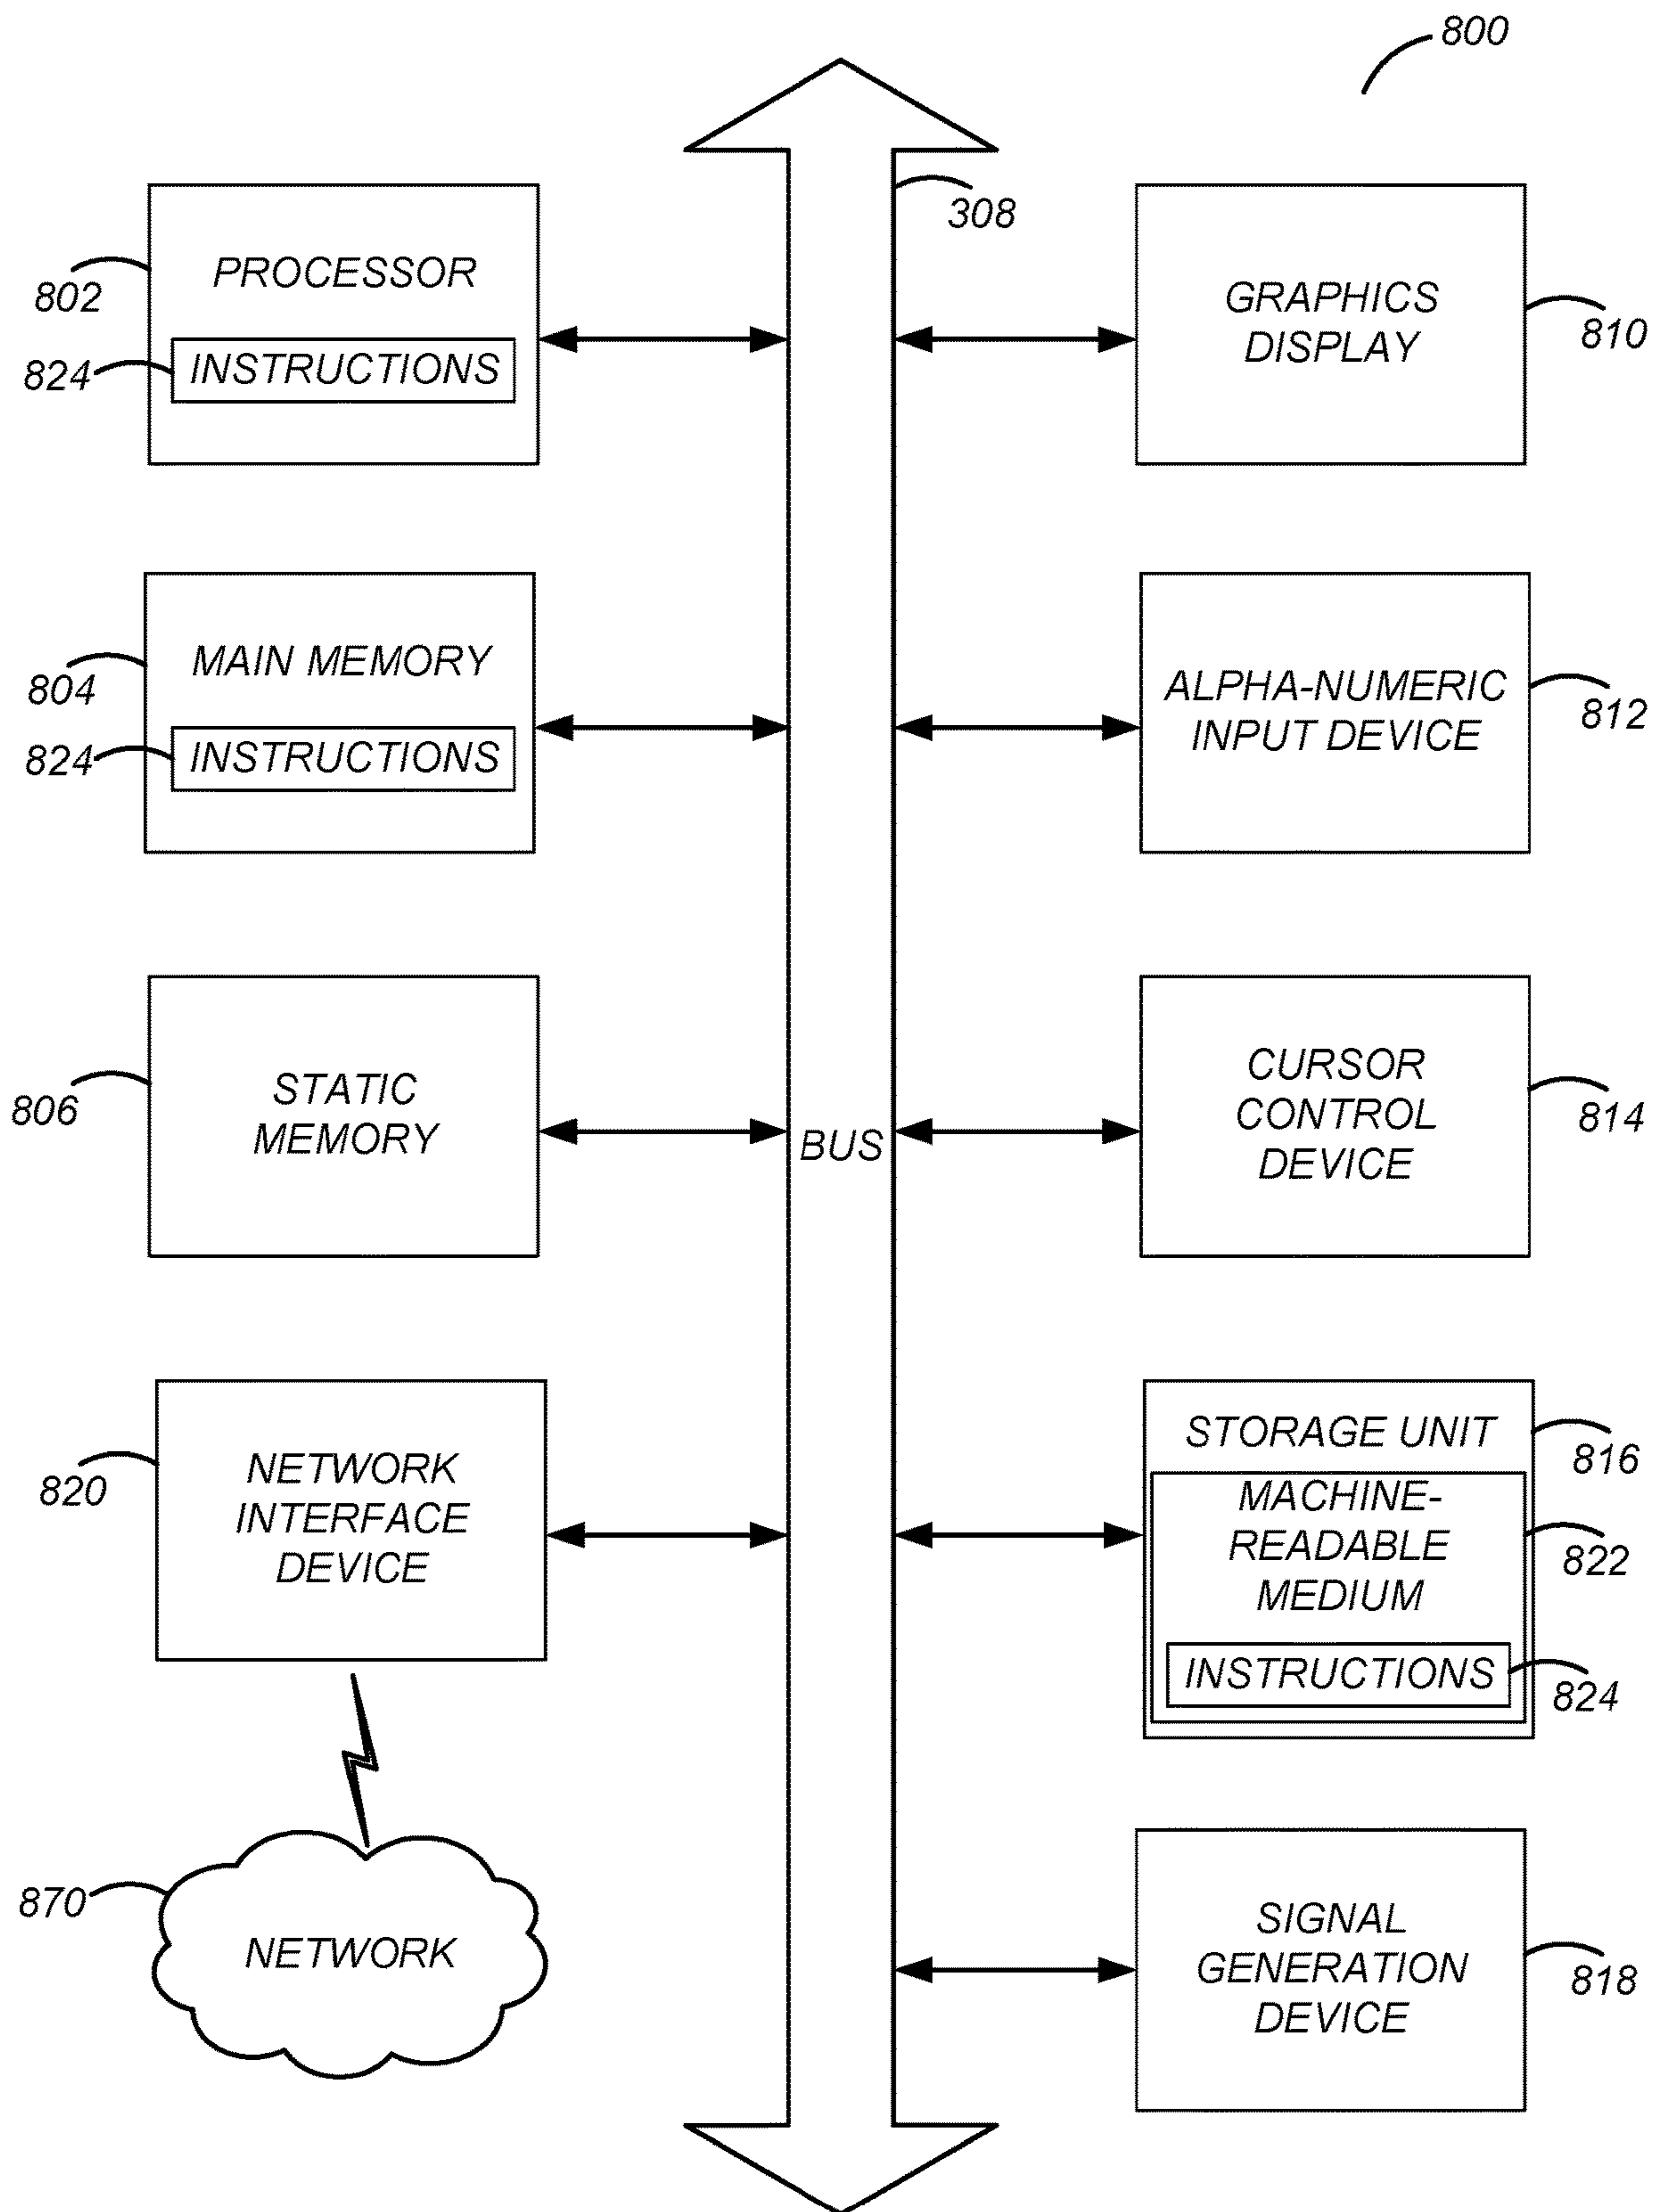 800
308
802
PROCESSOR
824
INSTRUCTIONS
GRAPHICS
DISPLAY
810
804
MAIN MEMORY
824
INSTRUCTIONS
ALPHA-NUMERIC
INPUT DEVICE
812
806
STATIC
MEMORY
BUS
CURSOR
CONTROL
DEVICE
814
820
NETWORK
INTERFACE
DEVICE
STORAGE UNIT
816
MACHINE-
READABLE
MEDIUM
822
INSTRUCTIONS
824
870
NETWORK
SIGNAL
GENERATION
DEVICE
818